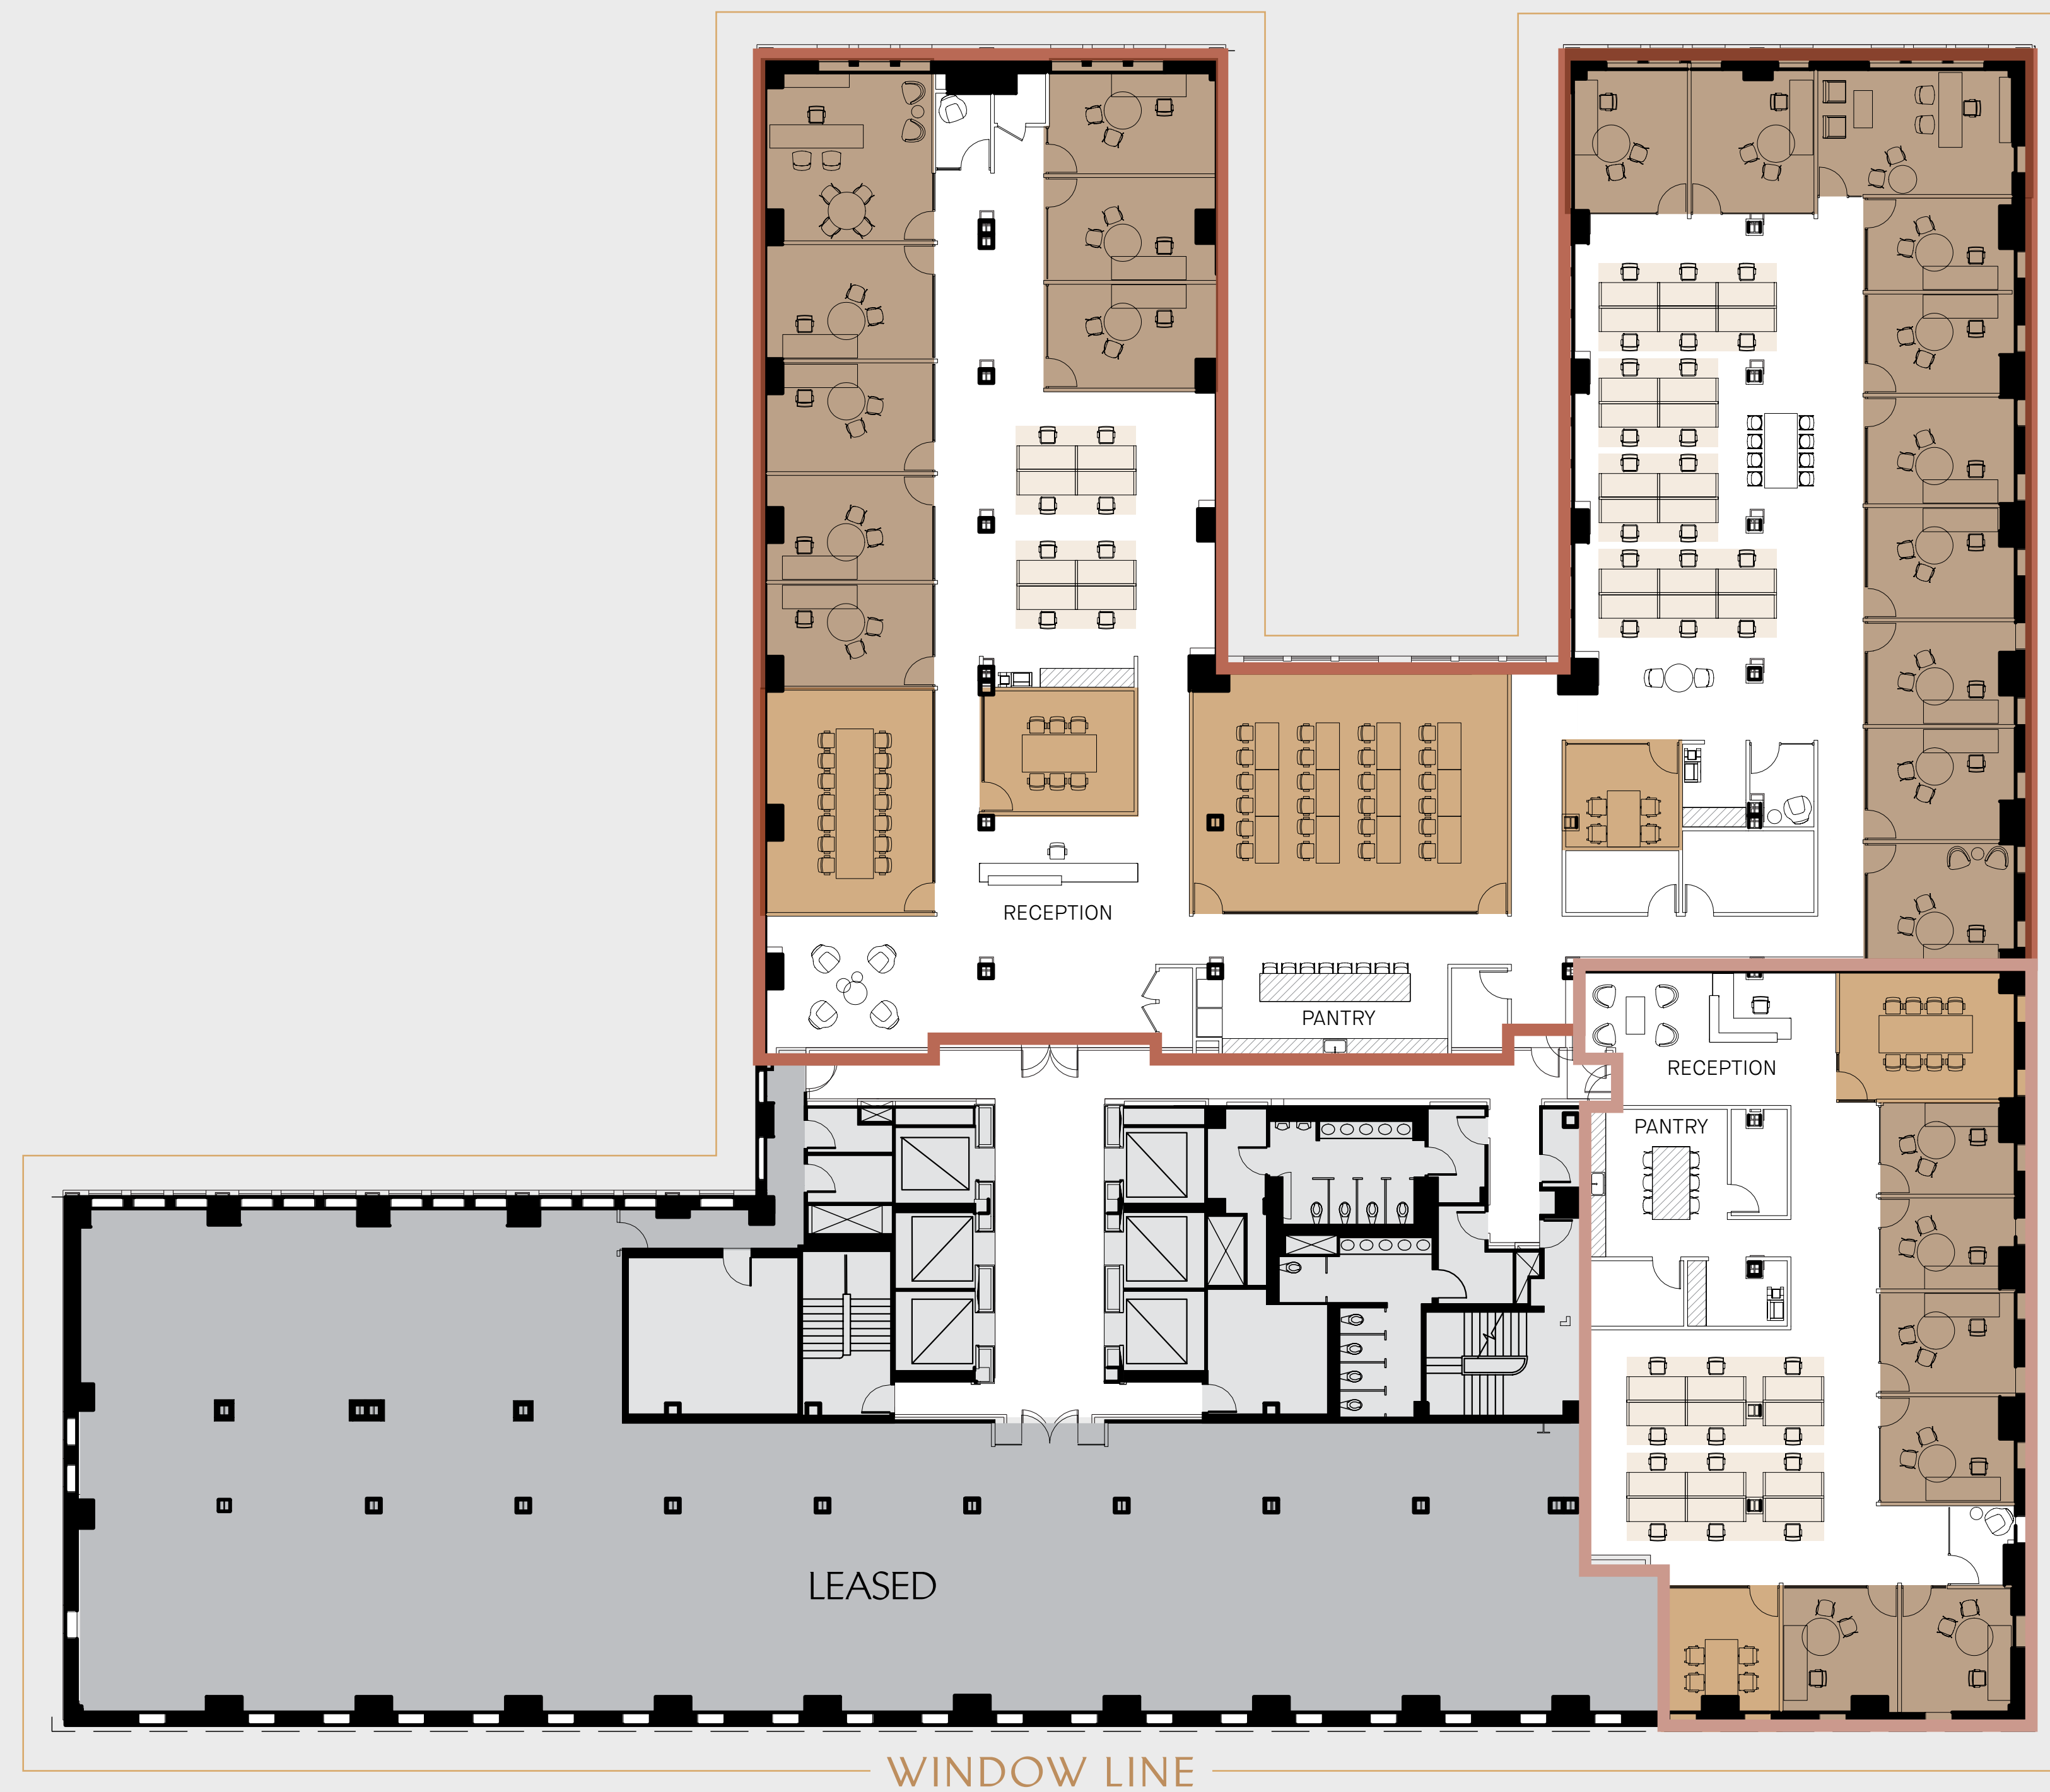 RECEPTION
PANTRY
RECEPTION
PANTRY
LEASED
WINDOW LINE